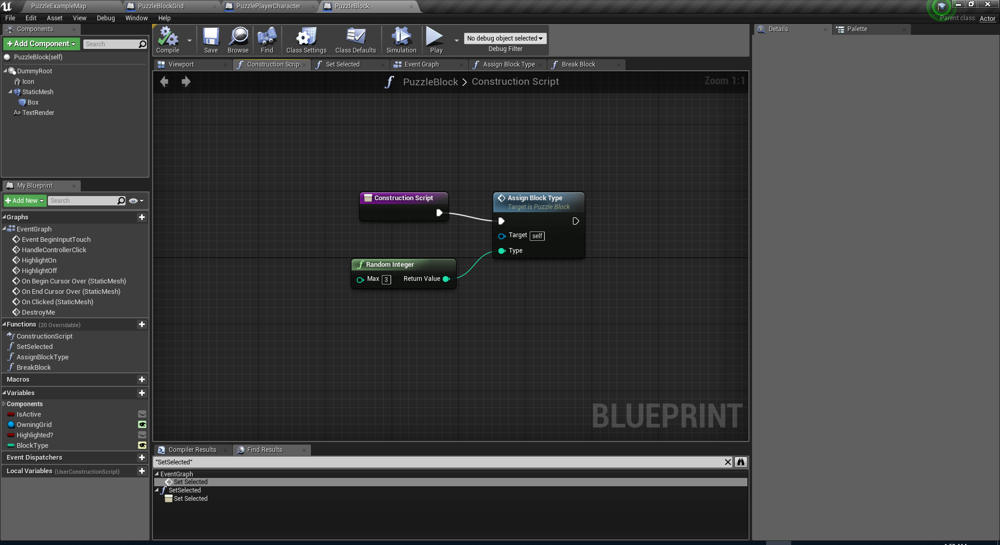 PuzzleExampleMap
PuzzleBlockGrid
PuzzlePlayerCharacter
PuzzleBlock
File Edit Asset View Debug Window Help
Parent class: Actor
Components
+ Add Component
Search
PuzzleBlock(self)
DummyRoot
Icon
StaticMesh
Box
Aa TextRender
My Blueprint
+ Add New
Search
Graphs
EventGraph
Event BeginInputTouch
HandleControllerClick
HighlightOn
HighlightOff
On Begin Cursor Over (StaticMesh)
On End Cursor Over (StaticMesh)
On Clicked (StaticMesh)
DestroyMe
Functions (20 Overridable)
ConstructionScript
SetSelected
AssignBlockType
BreakBlock
Macros
Variables
Components
IsActive
OwningGrid
Highlighted?
BlockType
Event Dispatchers
Local Variables (UserConstructionScript)
Compile
Save
Browse
Find
Class Settings
Class Defaults
Simulation
Play
No debug object selected
Debug Filter
Viewport
Construction Scrip
Set Selected
Event Graph
Assign Block Type
Break Block
PuzzleBlock > Construction Script
Zoom 1:1
Construction Script
Assign Block Type
Target is Puzzle Block
Target self
Type
Random Integer
Max 3 Return Value
BLUEPRINT
Compiler Results
Find Results
"SetSelected"
EventGraph
Set Selected
SetSelected
Set Selected
Details
Palette